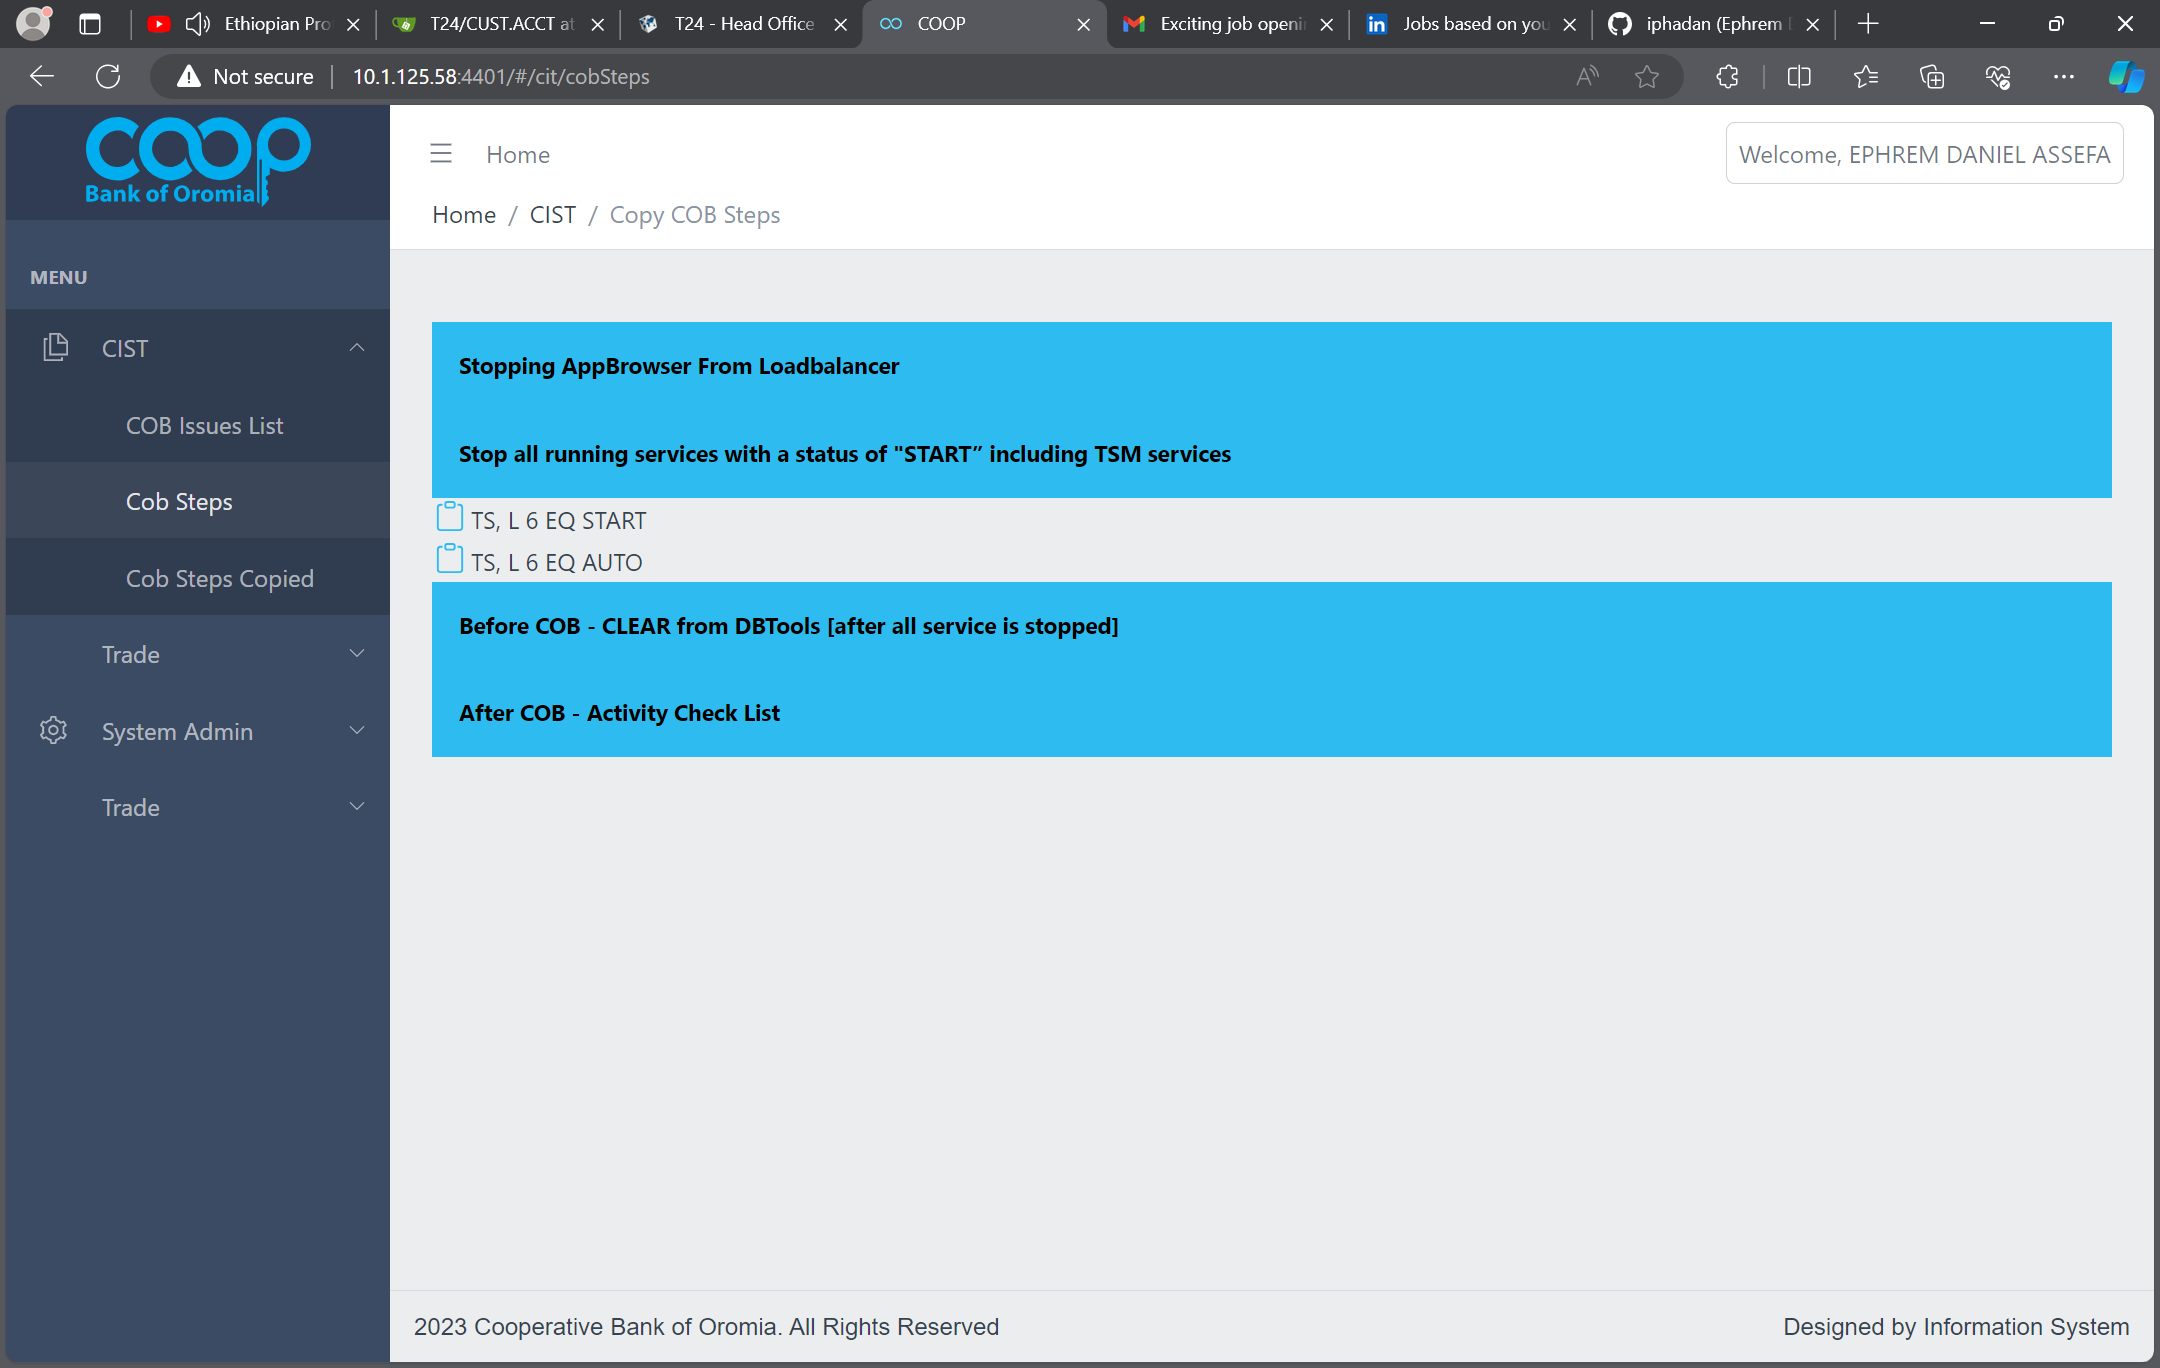 Ethiopian Pro
T24/CUST.ACCT at
T24 - Head Office
COOP
Exciting job openi
Jobs based on you
iphadan (Ephrem
Not secure
10.1.125.58:4401/#/cit/cobSteps
coop
Bank of Oromia
Home
Welcome, EPHREM DANIEL ASSEFA
Home / CIST / Copy COB Steps
MENU
CIST
COB Issues List
Cob Steps
Cob Steps Copied
Trade
System Admin
Trade
Stopping AppBrowser From Loadbalancer
Stop all running services with a status of "START” including TSM services
TS, L 6 EQ START
TS, L 6 EQ AUTO
Before COB - CLEAR from DBTools [after all service is stopped]
After COB - Activity Check List
2023 Cooperative Bank of Oromia. All Rights Reserved
Designed by Information System